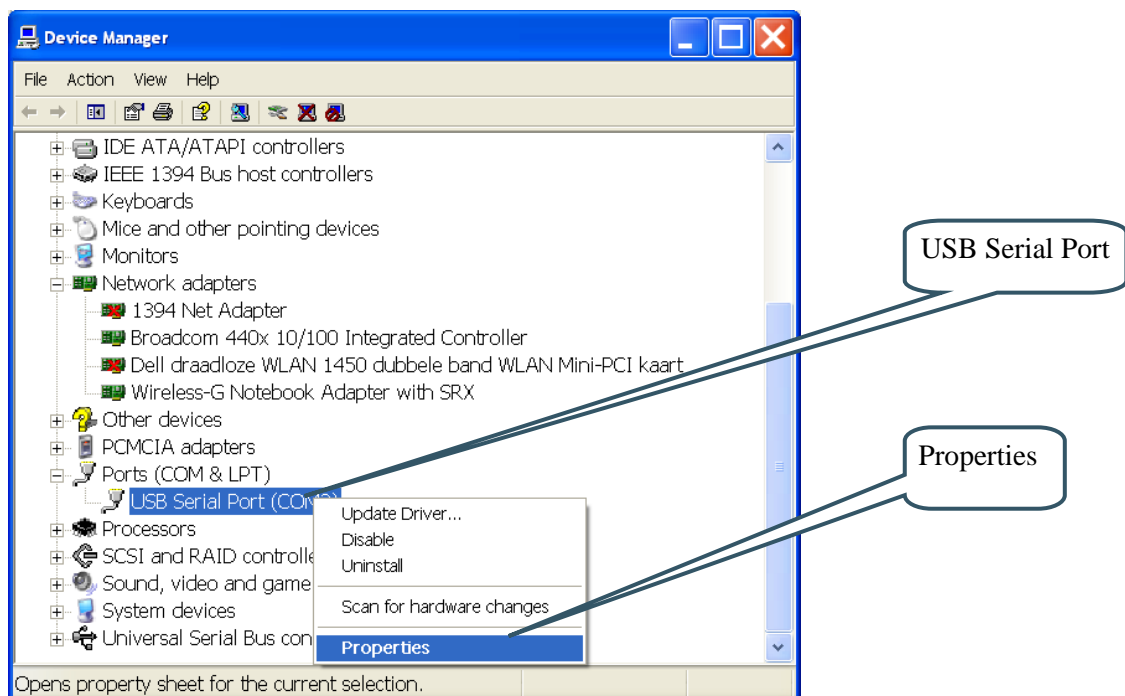 Device Manager
File Action View Help
IDE ATA/ATAPI controllers
IEEE 1394 Bus host controllers
Keyboards
Mice and other pointing devices
Monitors
Network adapters
1394 Net Adapter
Broadcom 440x 10/100 Integrated Controller
Dell draadloze WLAN 1450 dubbele band WLAN Mini-PCI kaart
Wireless-G Notebook Adapter with SRX
Other devices
PCMCIA adapters
Ports (COM & LPT)
USB Serial Port
Processors
SCSI and RAID
Sound, video and game
System devices
Universal Serial Bus
Update Driver...
Disable
Uninstall
Scan for hardware changes
Properties
Opens property sheet for the current selection.
USB Serial Port
Properties